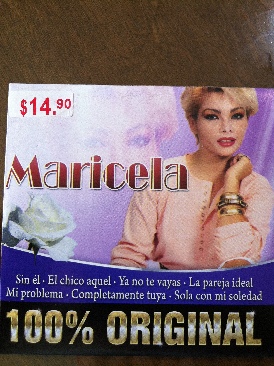 $14.90
Maricela
Sin él · El chico aquel · Ya no te vayas · La pareja ideal
Mi problema · Completamente tuya · Sola con mi soledad
100% ORIGINAL